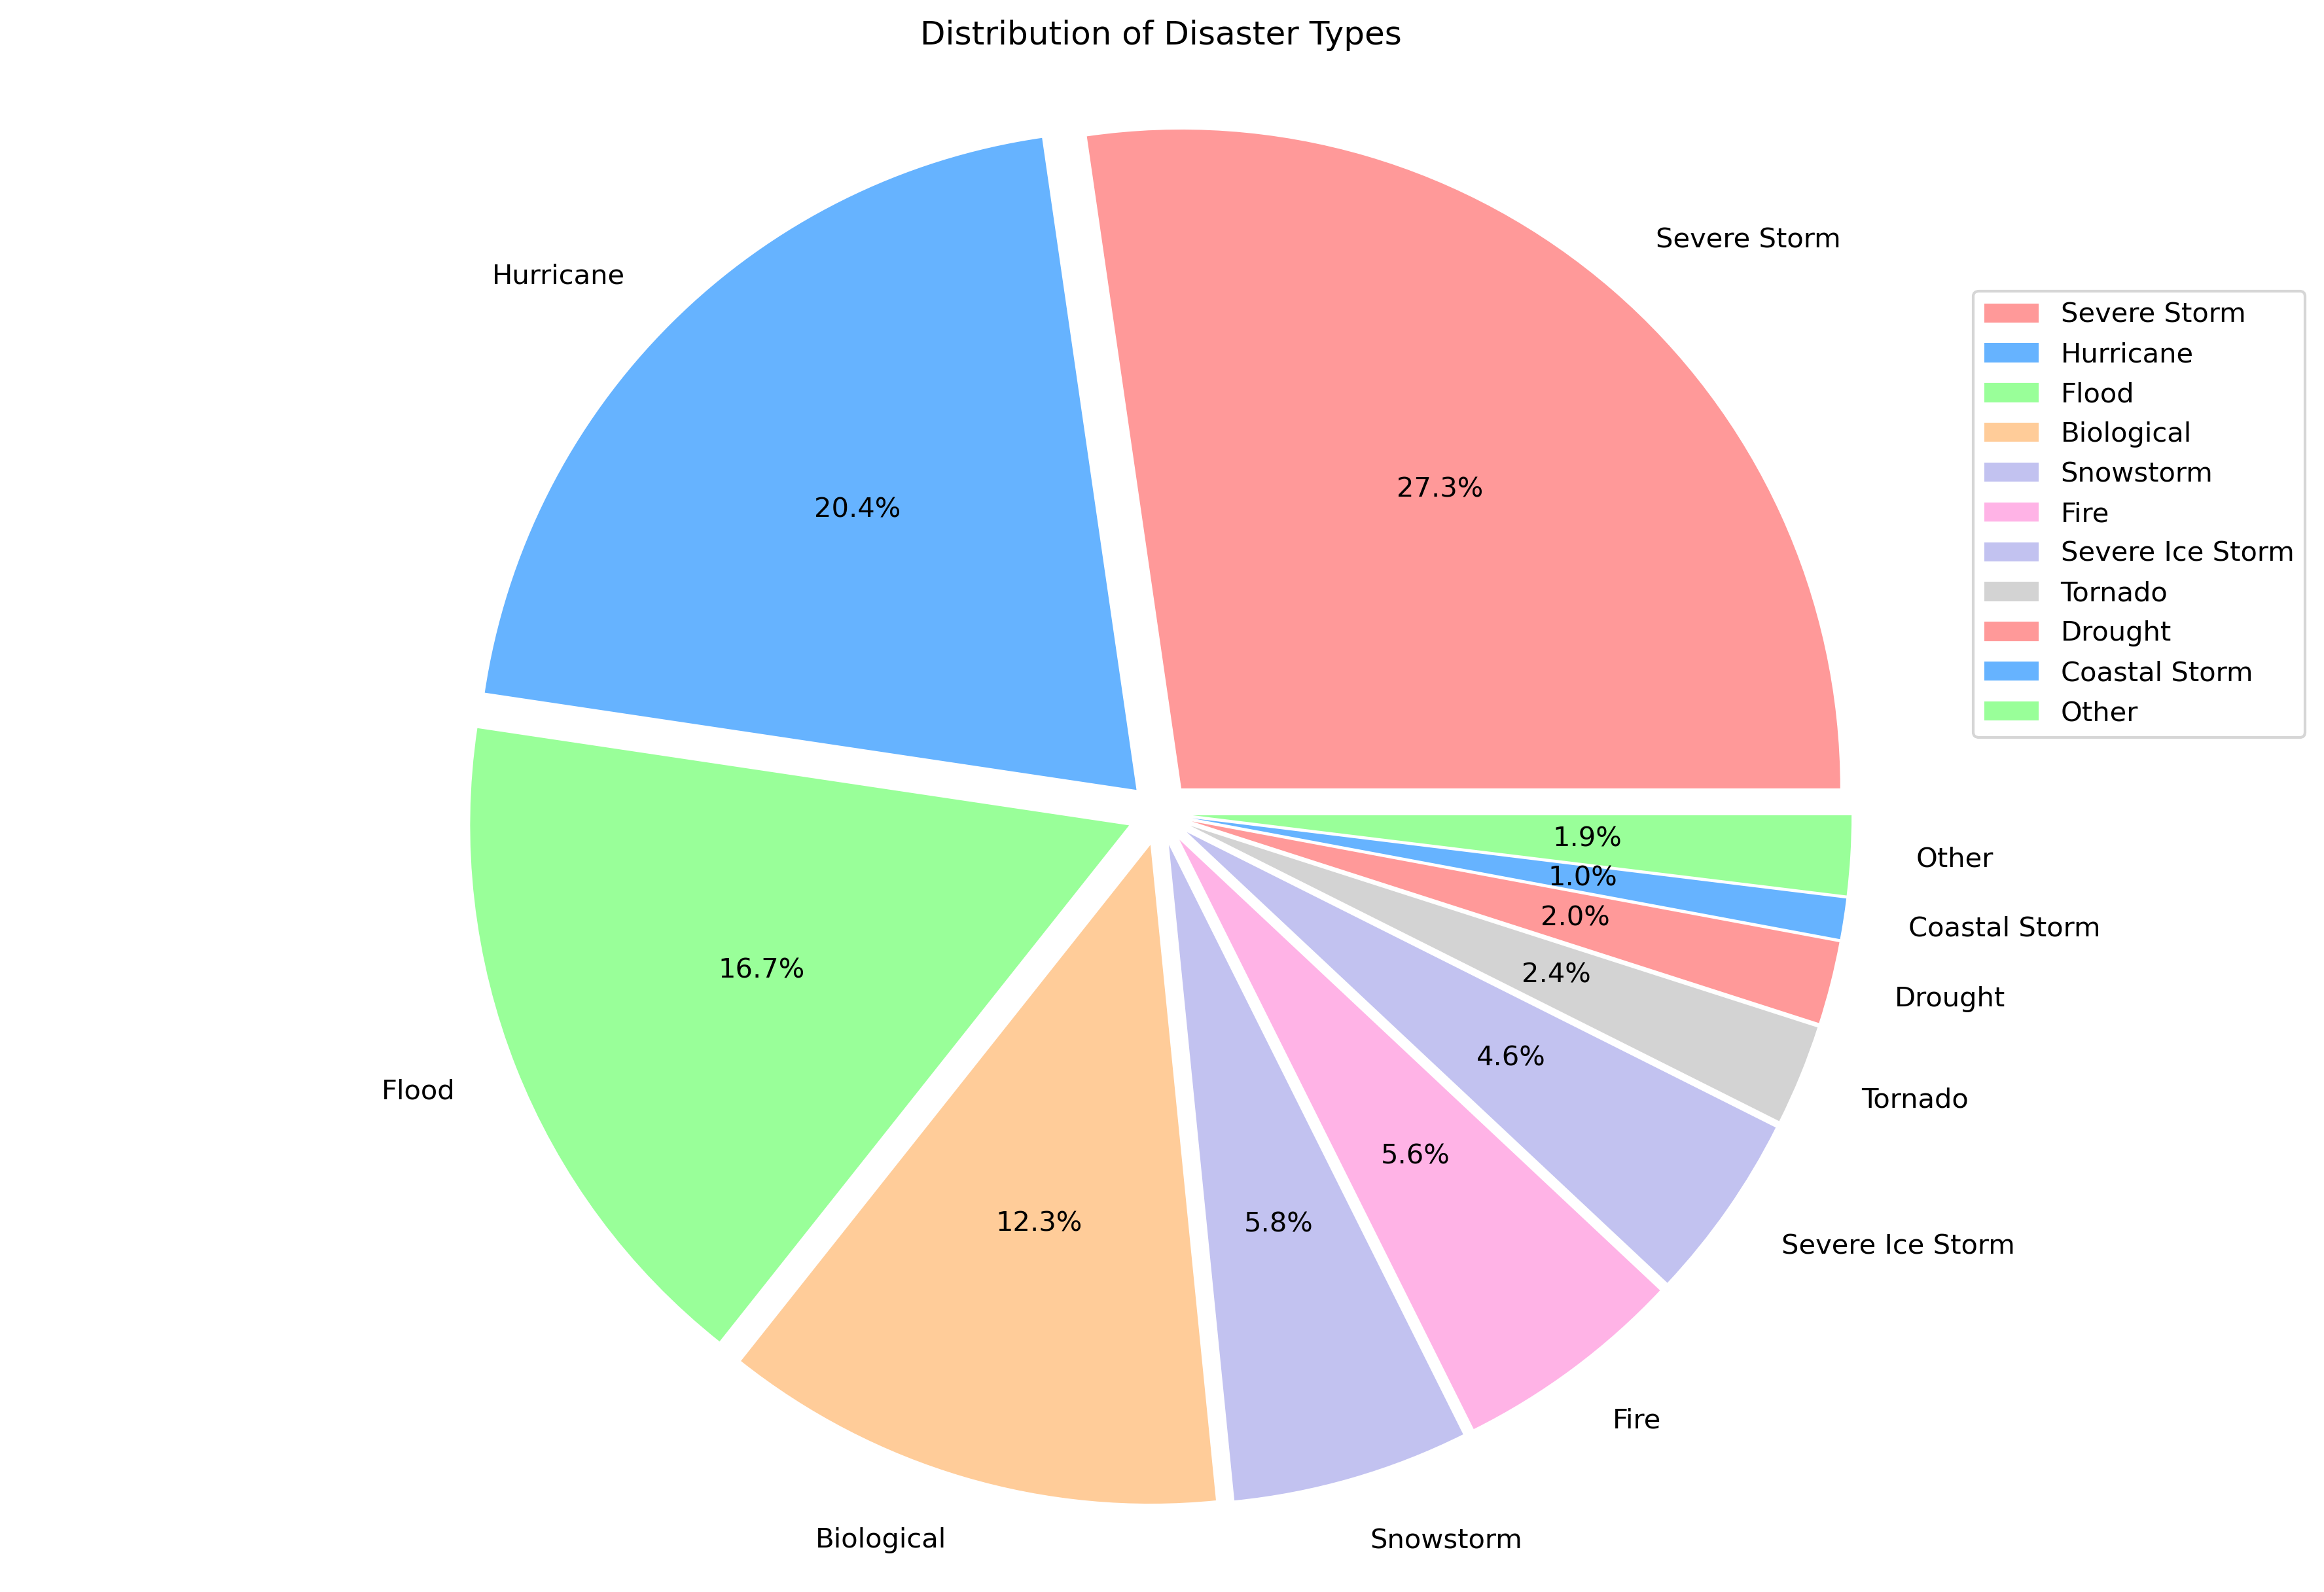 Distribution of Disaster Types
Severe Storm
Hurricane
27.3%
20.4%
16.7%
Flood
12.3%
Biological
5.8%
Snowstorm
5.6%
Fire
4.6%
Severe Ice Storm
2.4%
Tornado
2.0%
Drought
1.0%
Coastal Storm
1.9%
Other
Severe Storm
Hurricane
Flood
Biological
Snowstorm
Fire
Severe Ice Storm
Tornado
Drought
Coastal Storm
Other